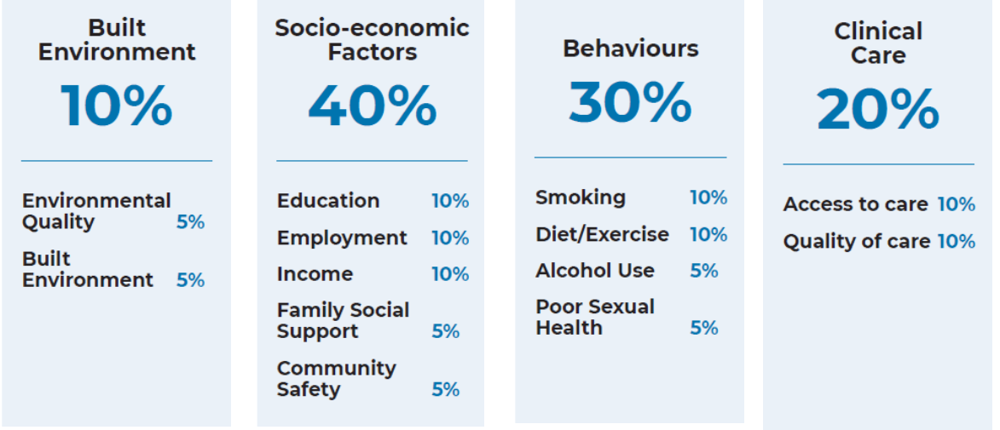 Built
Environment
10%
Environmental
Quality 5%
Built
Environment 5%
Socio-economic
Factors
40%
Education 10%
Employment 10%
Income 10%
Family Social
Support 5%
Community
Safety 5%
Behaviours
30%
Smoking 10%
Diet/Exercise 10%
Alcohol Use 5%
Poor Sexual
Health 5%
Clinical
Care
20%
Access to care 10%
Quality of care 10%